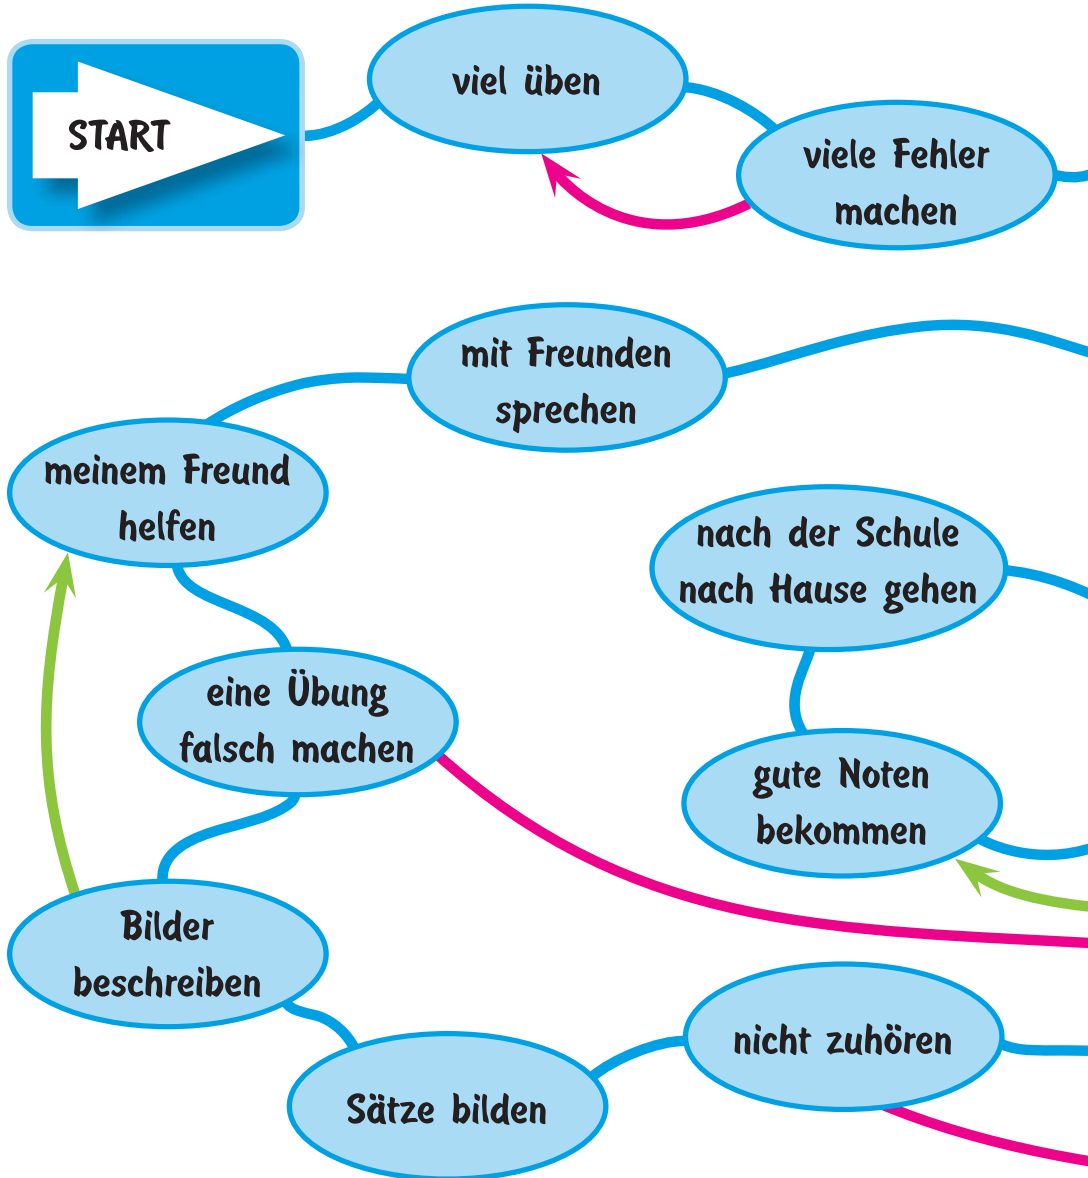 START
viel üben
viele Fehler
machen
mit Freunden
sprechen
meinem Freund
helfen
nach der Schule
nach Hause gehen
eine Übung
falsch machen
gute Noten
bekommen
Bilder
beschreiben
nicht zuhören
Sätze bilden